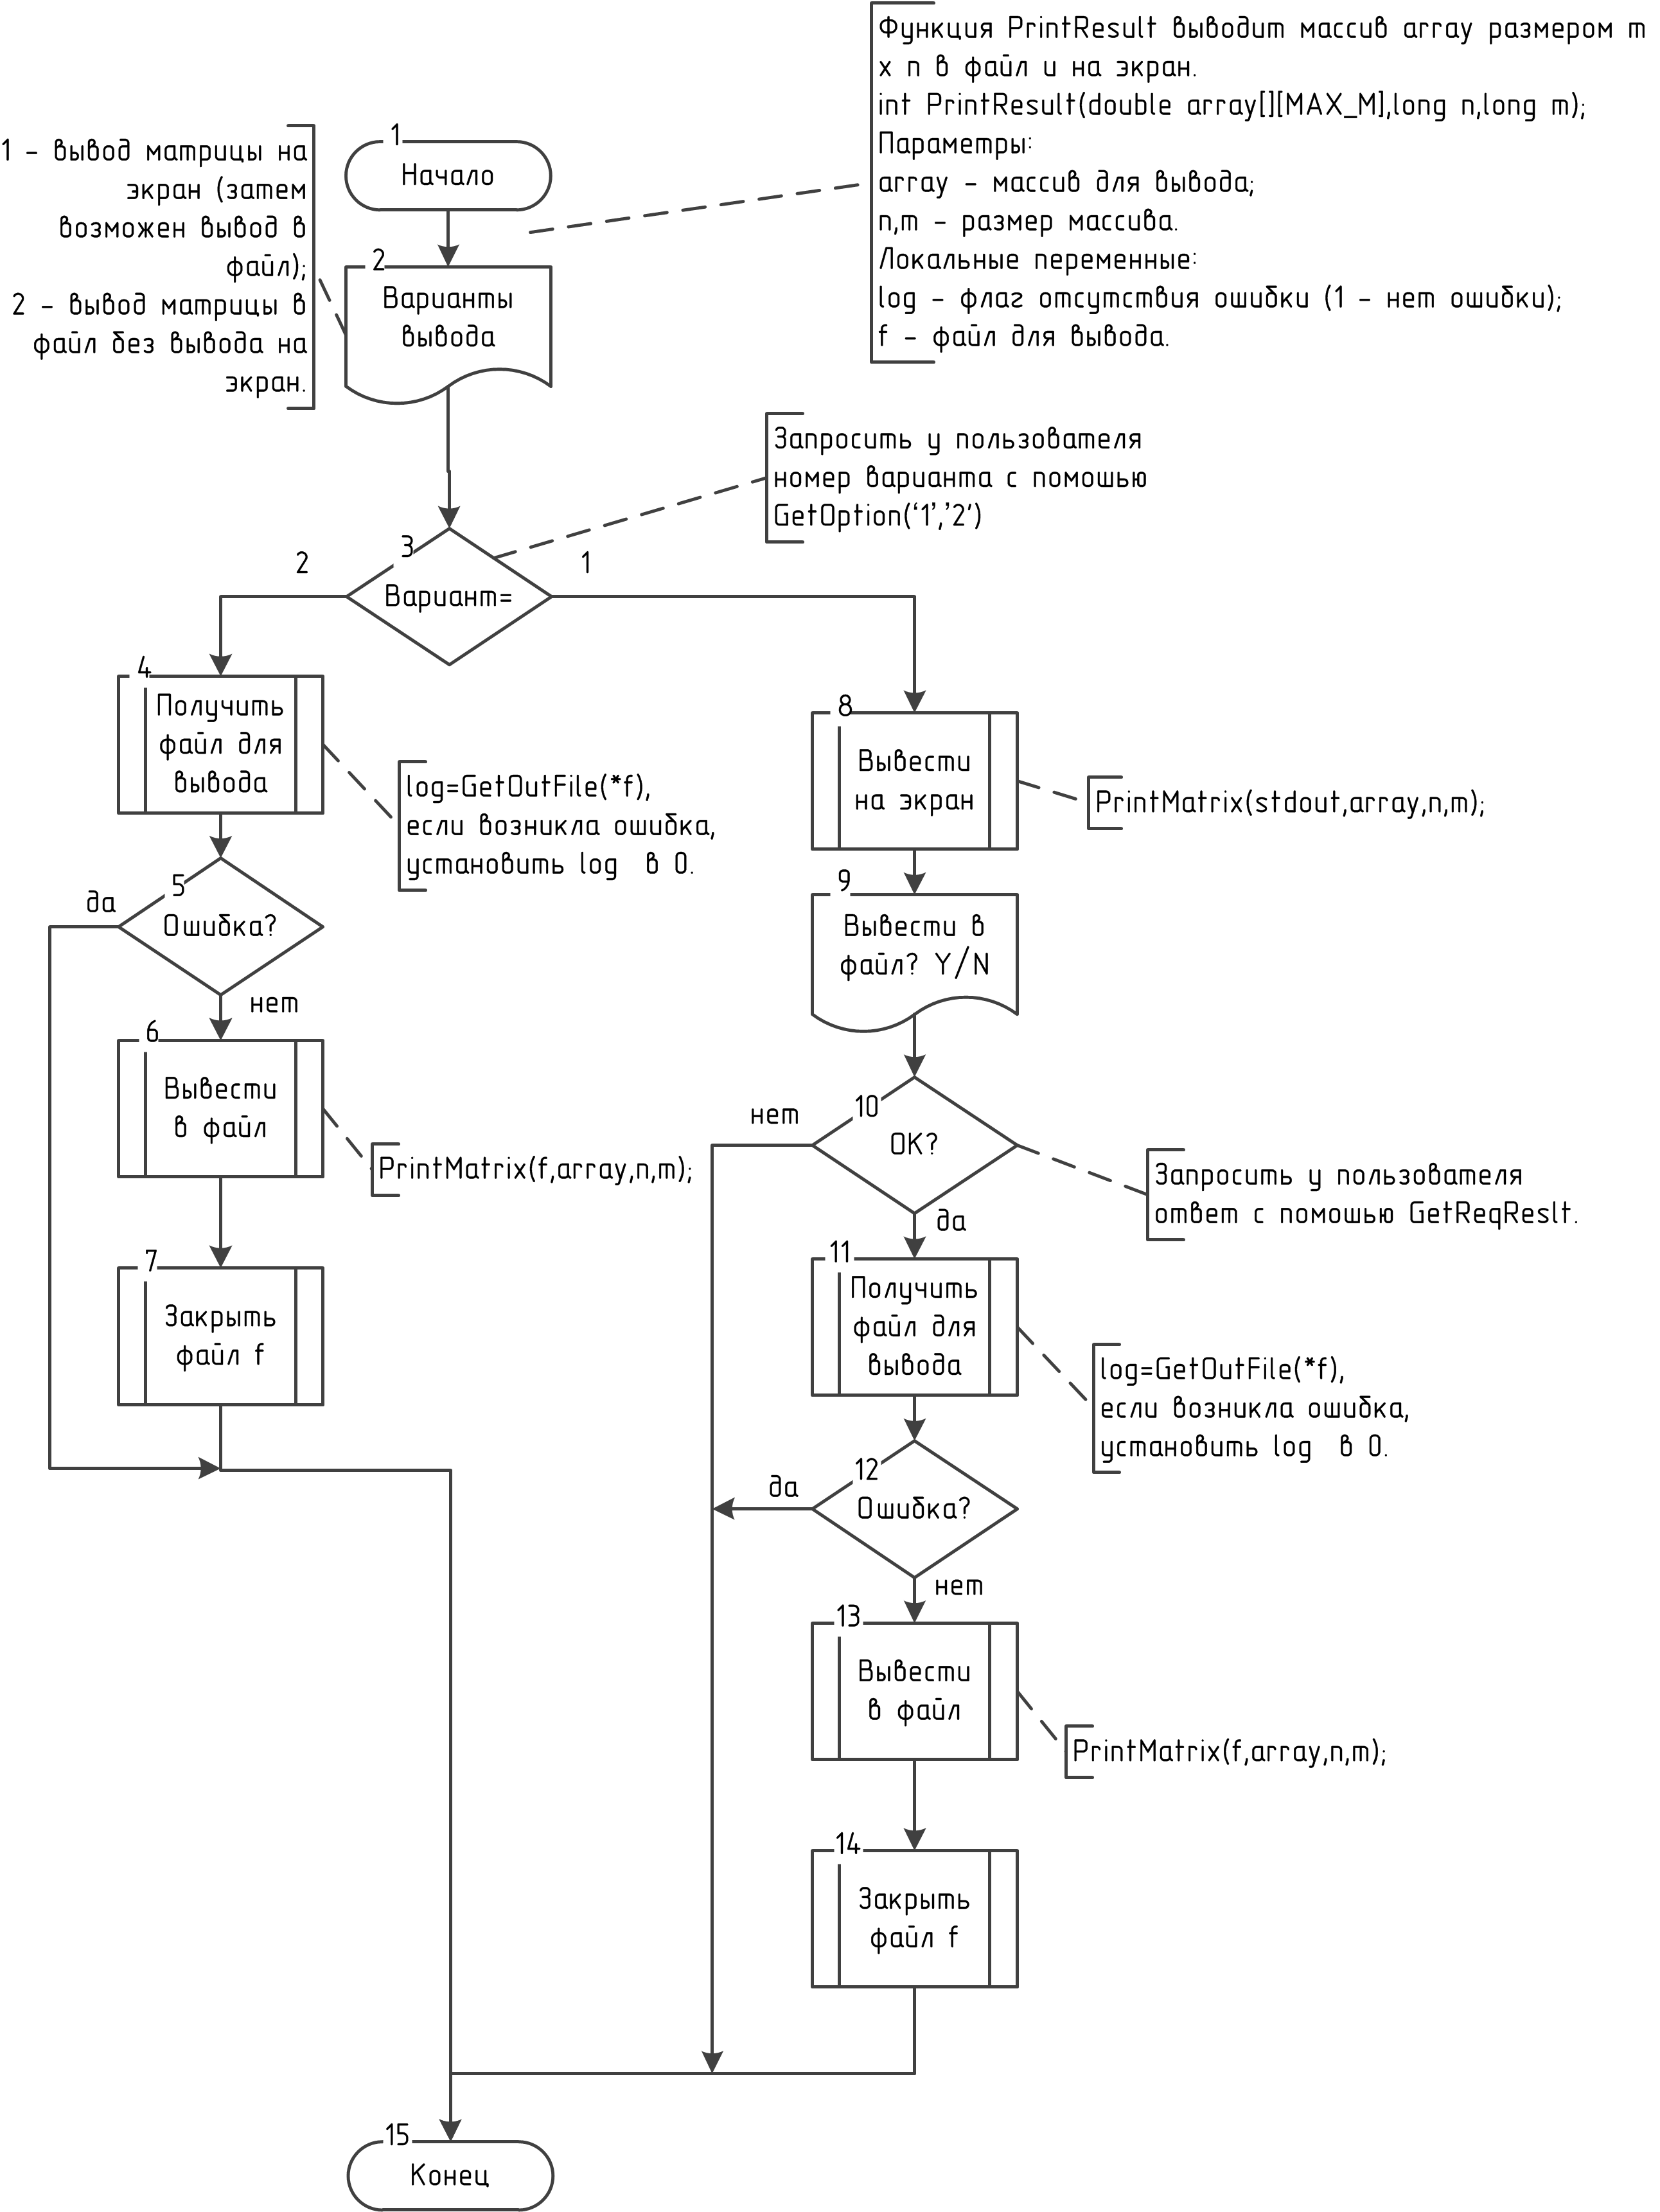 Функция PrintResult выводит массив array размером m
x n в файл и на экран.
int PrintResult(double array[][MAX_M],long n,long m);
Параметры:
array - массив для вывода;
n,m - размер массива.
Локальные переменные:
log - флаг отсутствия ошибки (1 - нет ошибки);
f - файл для вывода.
1 - вывод матрицы на
экран (затем
возможен вывод в
файл);
2 - вывод матрицы в
файл без вывода на
экран.
1
Начало
2
Варианты
вывода
Запросить у пользователя
номер варианта с помошью
GetOption(‘1’,’2’)
3
Вариант=
2
1
4
Получить
файл для
вывода
log=GetOutFile(*f),
если возникла ошибка,
установить log  в 0.
5
Ошибка?
да
нет
6
Вывести
в файл
PrintMatrix(f,array,n,m);
7
Закрыть
файл f
8
Вывести
на экран
PrintMatrix(stdout,array,n,m);
9
Вывести в
файл? Y/N
10
ОК?
нет
да
Запросить у пользователя
ответ с помошью GetReqReslt.
11
Получить
файл для
вывода
log=GetOutFile(*f),
если возникла ошибка,
установить log  в 0.
12
Ошибка?
да
нет
13
Вывести
в файл
PrintMatrix(f,array,n,m);
14
Закрыть
файл f
15
Конец